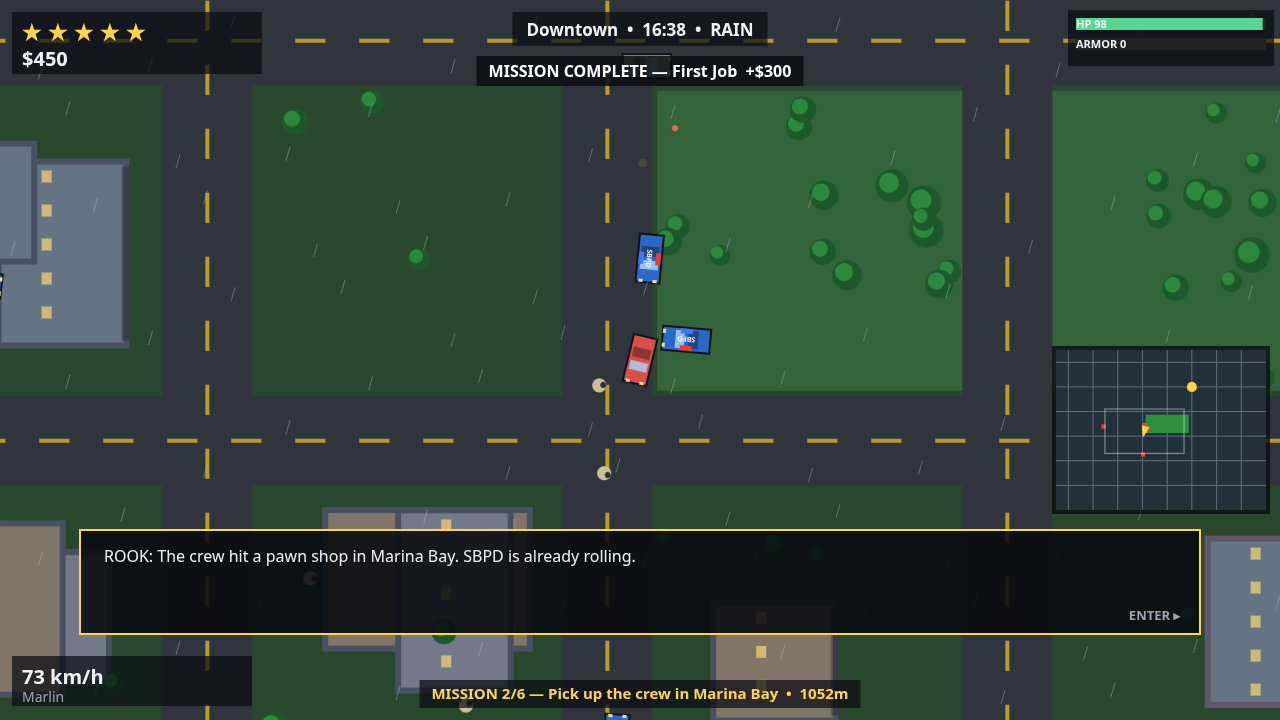 ★★★★★
$450
Downtown • 16:38 • RAIN
MISSION COMPLETE — First Job +$300
HP 98
ARMOR 0
SBPD
SBPD
ROOK: The crew hit a pawn shop in Marina Bay. SBPD is already rolling.
ENTER ▸
73 km/h
Marlin
MISSION 2/6 — Pick up the crew in Marina Bay • 1052m